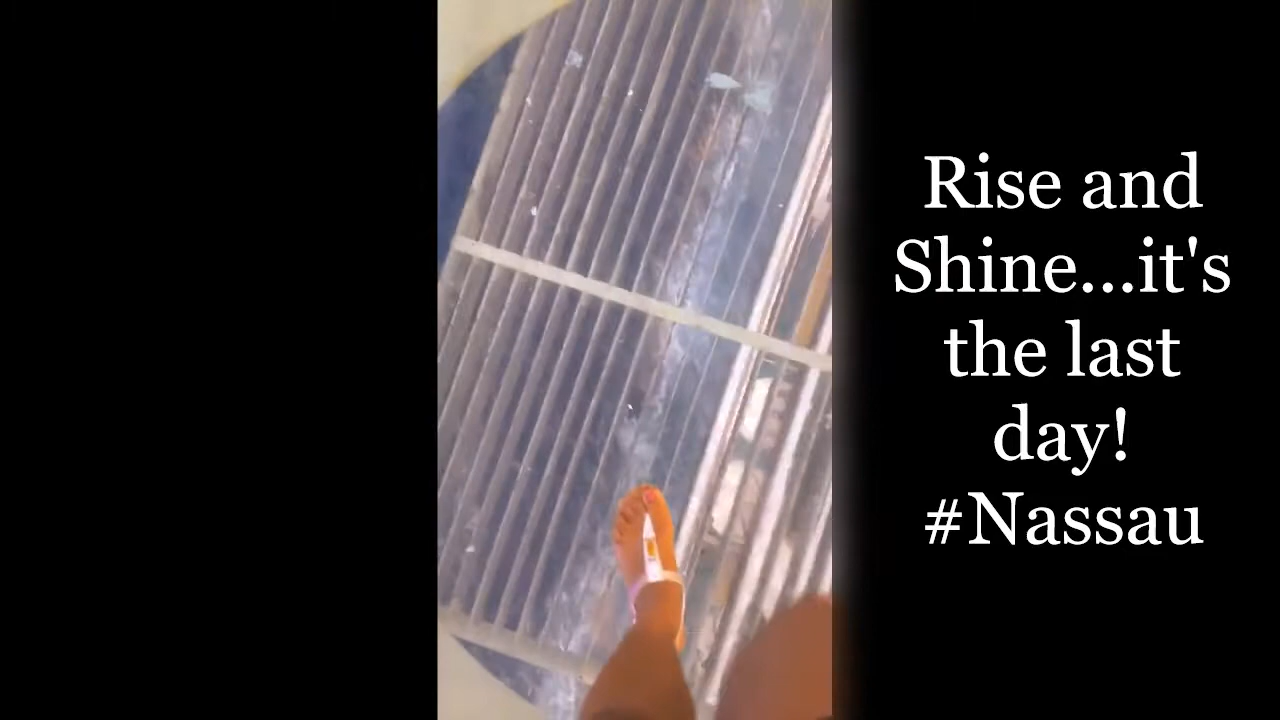 Rise and
Shine...it's
the last
day!
#Nassau